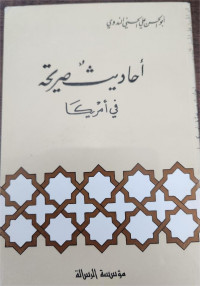 أبو الحسن علي الحسني الندوي
أحاديث صريحة
في أمريكا
مؤسسة الرسالة